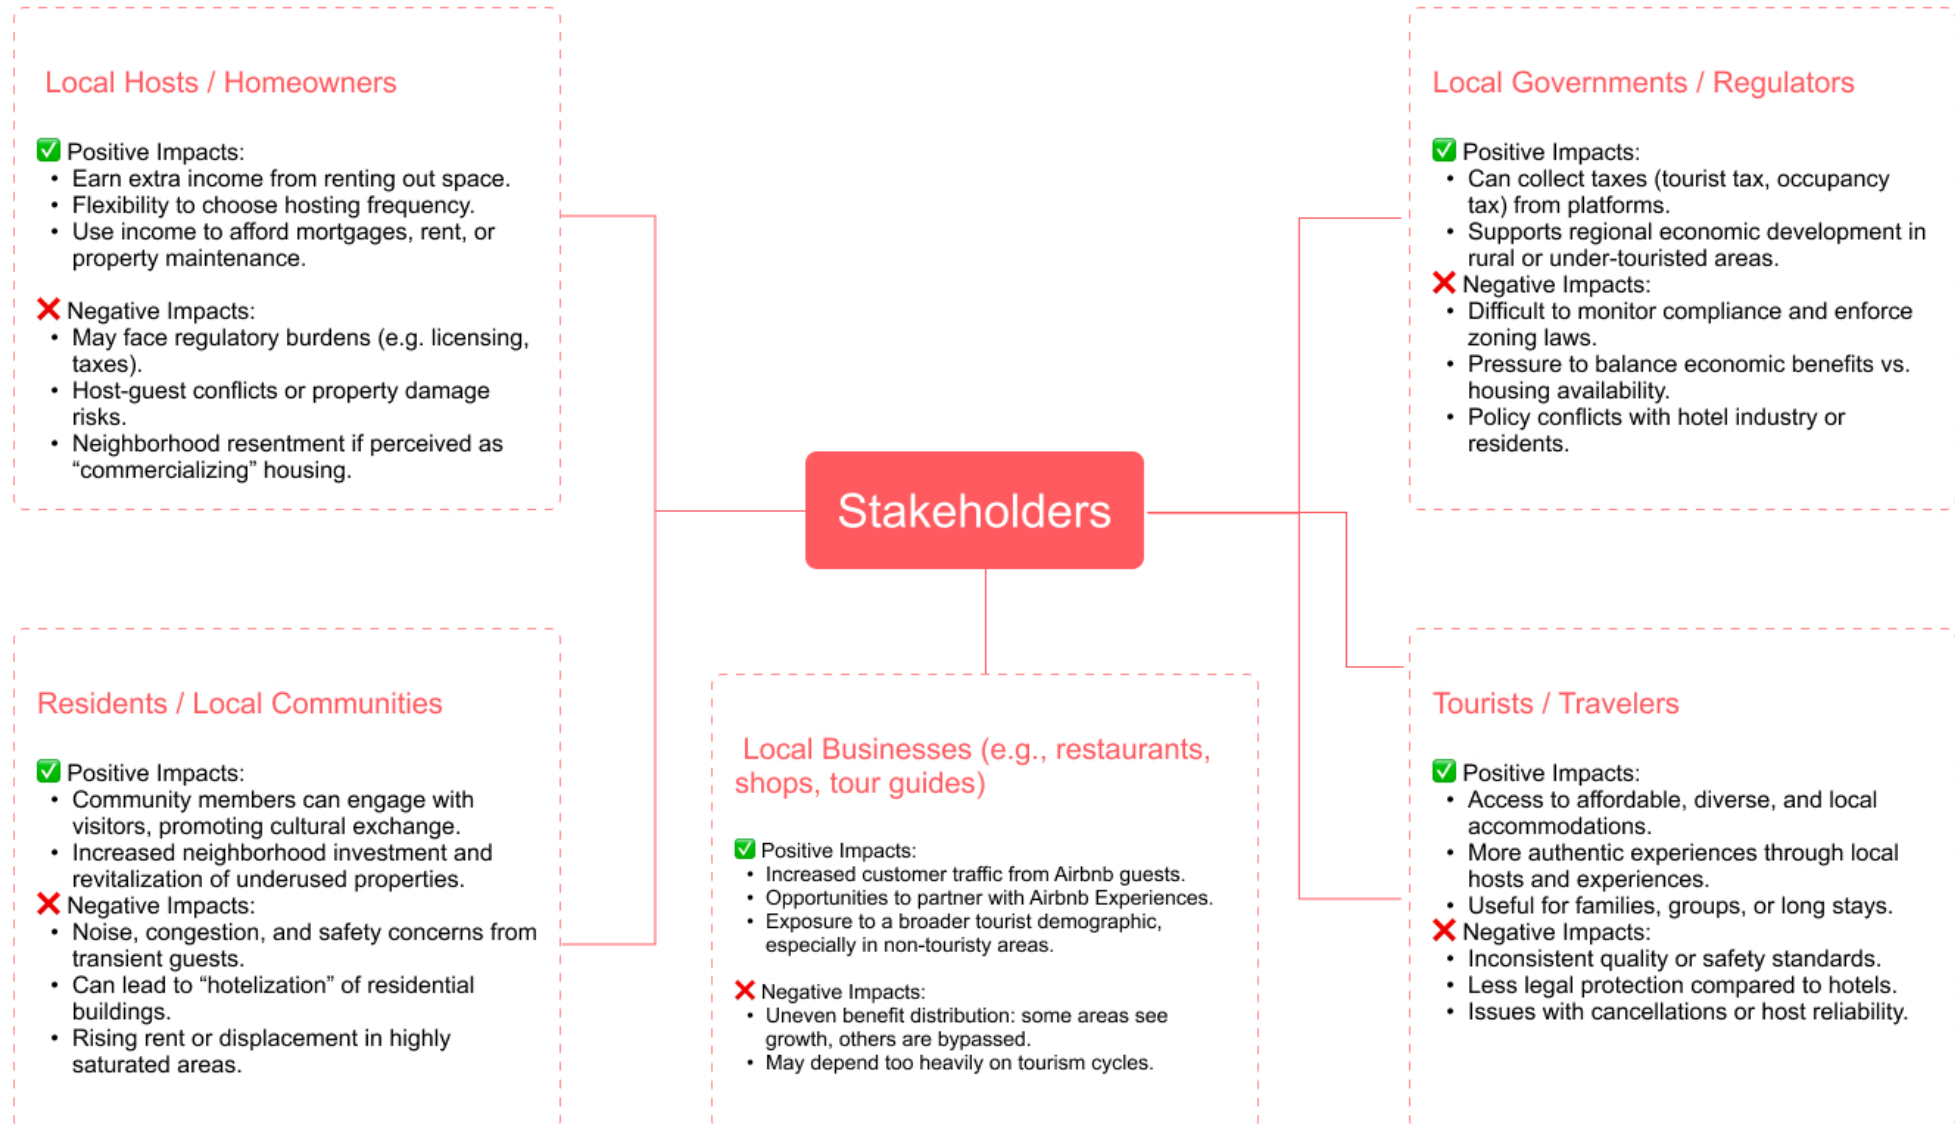 Local Hosts / Homeowners
✅ Positive Impacts:
• Earn extra income from renting out space.
• Flexibility to choose hosting frequency.
• Use income to afford mortgages, rent, or
property maintenance.
❌ Negative Impacts:
• May face regulatory burdens (e.g. licensing,
taxes).
• Host-guest conflicts or property damage
risks.
• Neighborhood resentment if perceived as
“commercializing” housing.
Local Governments / Regulators
✅ Positive Impacts:
• Can collect taxes (tourist tax, occupancy
tax) from platforms.
• Supports regional economic development in
rural or under-touristed areas.
❌ Negative Impacts:
• Difficult to monitor compliance and enforce
zoning laws.
• Pressure to balance economic benefits vs.
housing availability.
• Policy conflicts with hotel industry or
residents.
Stakeholders
Residents / Local Communities
✅ Positive Impacts:
• Community members can engage with
visitors, promoting cultural exchange.
• Increased neighborhood investment and
revitalization of underused properties.
❌ Negative Impacts:
• Noise, congestion, and safety concerns from
transient guests.
• Can lead to “hotelization” of residential
buildings.
• Rising rent or displacement in highly
saturated areas.
Local Businesses (e.g., restaurants,
shops, tour guides)
✅ Positive Impacts:
• Increased customer traffic from Airbnb guests.
• Opportunities to partner with Airbnb Experiences.
• Exposure to a broader tourist demographic,
especially in non-touristy areas.
❌ Negative Impacts:
• Uneven benefit distribution: some areas see
growth, others are bypassed.
• May depend too heavily on tourism cycles.
Tourists / Travelers
✅ Positive Impacts:
• Access to affordable, diverse, and local
accommodations.
• More authentic experiences through local
hosts and experiences.
• Useful for families, groups, or long stays.
❌ Negative Impacts:
• Inconsistent quality or safety standards.
• Less legal protection compared to hotels.
• Issues with cancellations or host reliability.